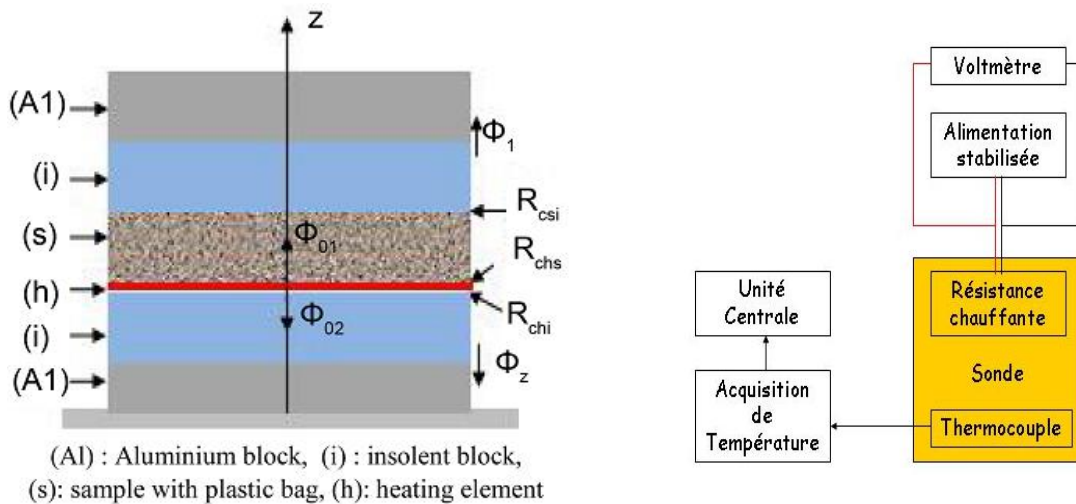 z
(A1)
Φ1
(i)
Rcsi
(s)
Φ01
Rchs
(h)
Φ02
Rchi
(i)
Φz
(A1)
(Al) : Aluminium block, (i) : insolent block,
(s): sample with plastic bag, (h): heating element
Voltmètre
Alimentation
stabilisée
Unité
Centrale
Résistance
chauffante
Sonde
Acquisition
de
Température
Thermocouple